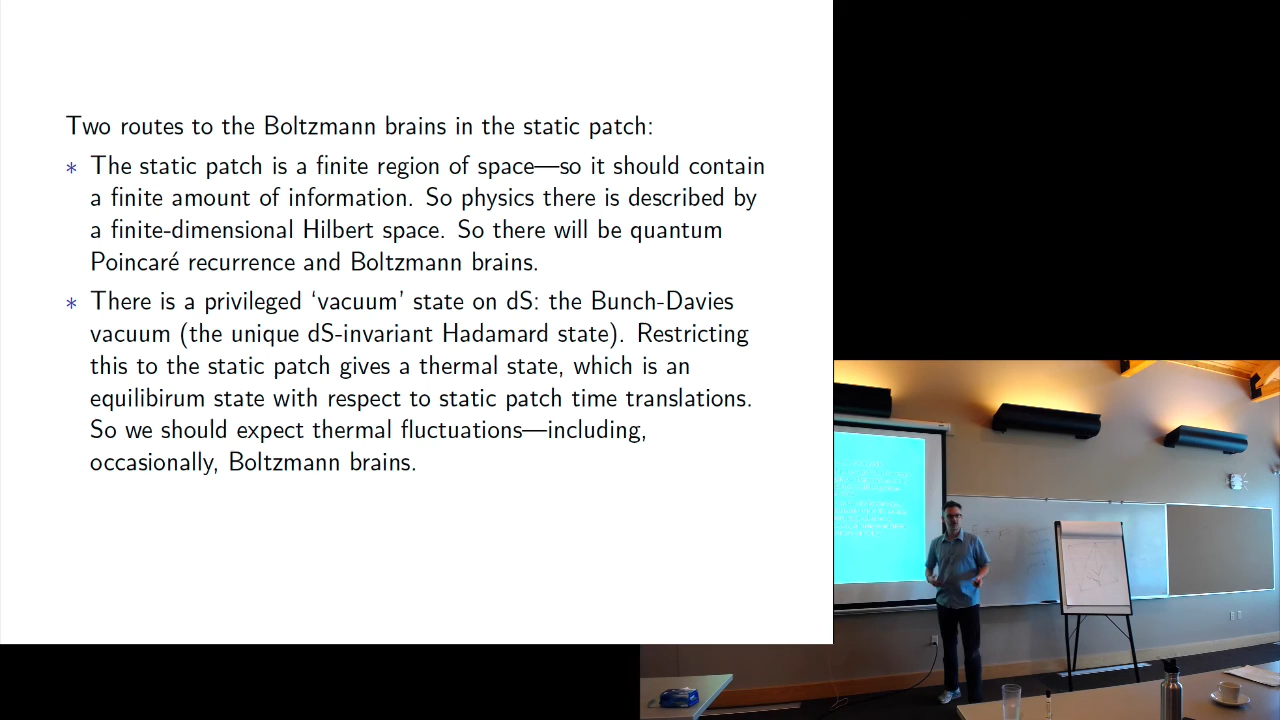 Two routes to the Boltzmann brains in the static patch:
* The static patch is a finite region of space—so it should contain
a finite amount of information. So physics there is described by
a finite-dimensional Hilbert space. So there will be quantum
Poincaré recurrence and Boltzmann brains.
* There is a privileged ‘vacuum’ state on dS: the Bunch-Davies
vacuum (the unique dS-invariant Hadamard state). Restricting
this to the static patch gives a thermal state, which is an
equilibirum state with respect to static patch time translations.
So we should expect thermal fluctuations—including,
occasionally, Boltzmann brains.